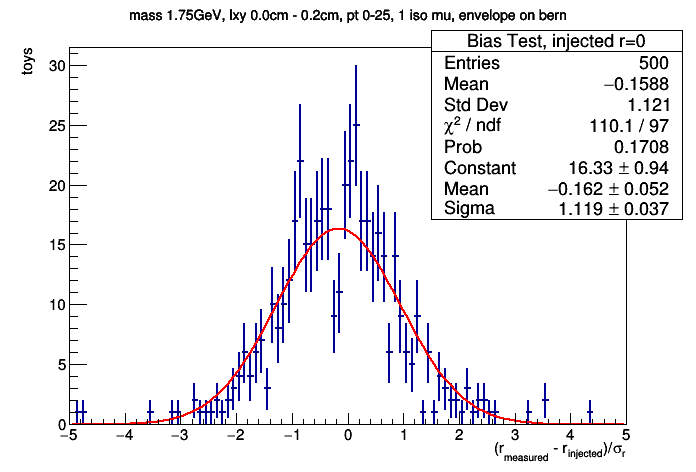 mass 1.75GeV, lxy 0.0cm - 0.2cm, pt 0-25, 1 iso mu, envelope on bern
Bias Test, injected r=0
Entries 500
Mean −0.1588
Std Dev 1.121
χ² / ndf 110.1 / 97
Prob 0.1708
Constant 16.33 ± 0.94
Mean −0.162 ± 0.052
Sigma 1.119 ± 0.037
toys
30
25
20
15
10
5
0
−5 −4 −3 −2 −1 0 1 2 3 4 5
(r_measured - r_injected)/σ_r